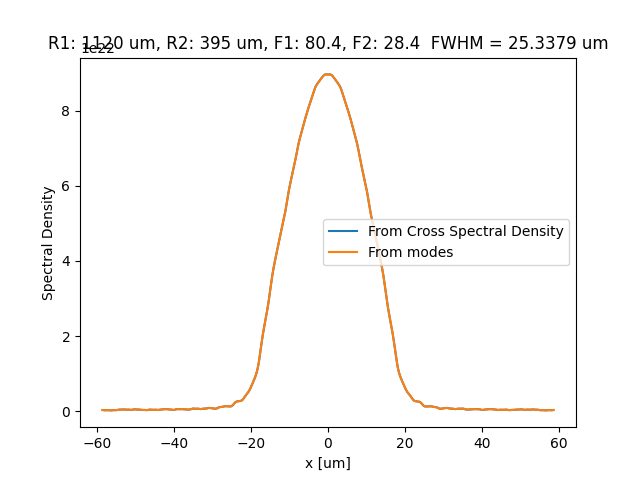 R1: 1120 um, R2: 395 um, F1: 80.4, F2: 28.4  FWHM = 25.3379 um
1e22
8
6
4
2
0
Spectral Density
From Cross Spectral Density
From modes
−60
−40
−20
0
20
40
60
x [um]